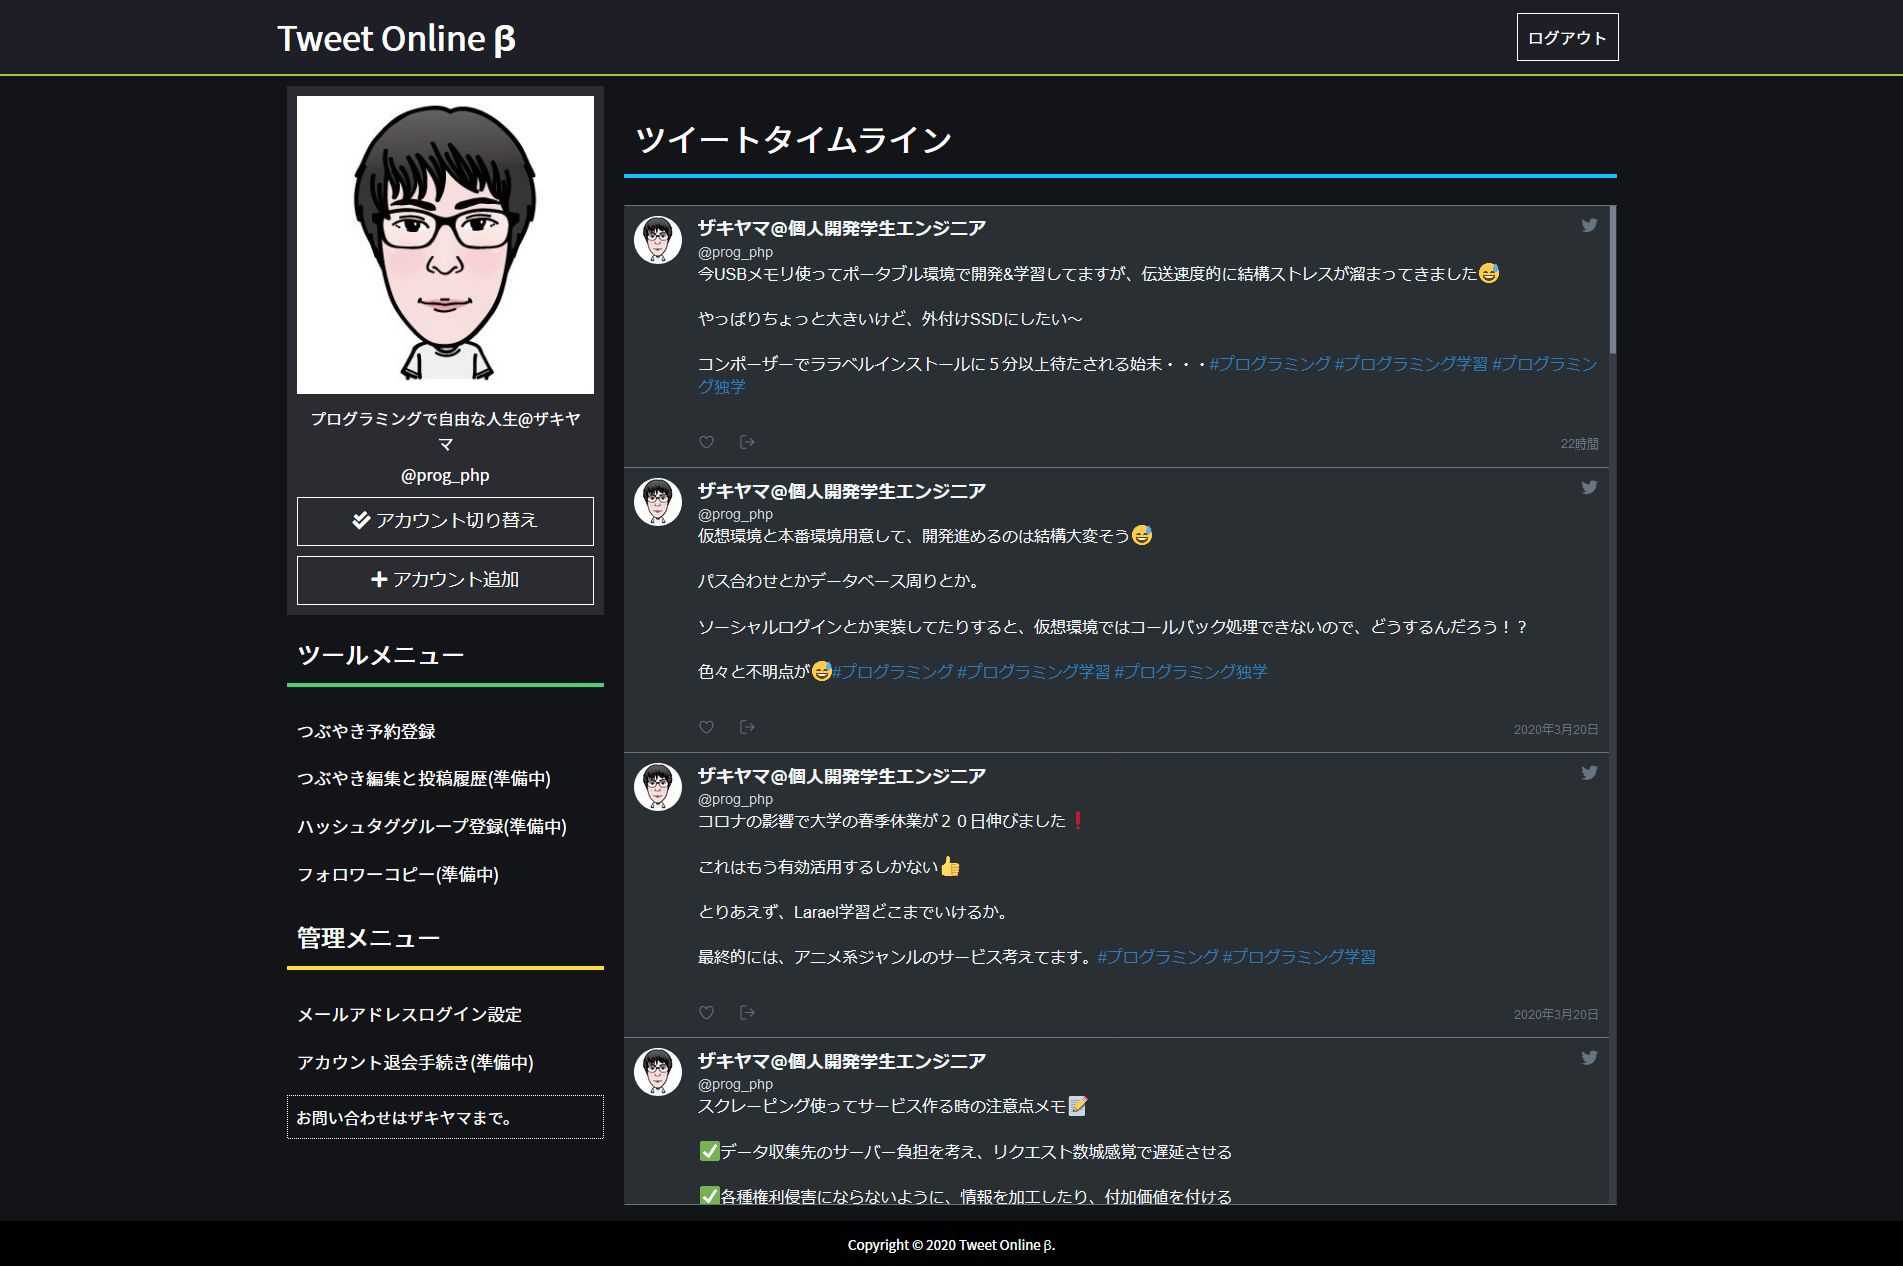 Tweet Online β
ログアウト
プログラミングで自由な人生@ザキヤ
マ
@prog_php
アカウント切り替え
アカウント追加
ツールメニュー
つぶやき予約登録
つぶやき編集と投稿履歴(準備中)
ハッシュタググループ登録(準備中)
フォロワーコピー(準備中)
管理メニュー
メールアドレスログイン設定
アカウント退会手続き(準備中)
お問い合わせはザキヤマまで。
ツイートタイムライン
ザキヤマ@個人開発学生エンジニア
@prog_php
今USBメモリ使ってポータブル環境で開発&学習してますが、伝送速度的に結構ストレスが溜まってきました😅
やっぱりちょっと大きいけど、外付けSSDにしたい〜
コンポーザーでララベルインストールに５分以上待たされる始末・・・#プログラミング #プログラミング学習 #プログラミン
グ独学
22時間
ザキヤマ@個人開発学生エンジニア
@prog_php
仮想環境と本番環境用意して、開発進めるのは結構大変そう😅
パス合わせとかデータベース周りとか。
ソーシャルログインとか実装してたりすると、仮想環境ではコールバック処理できないので、どうするんだろう！？
色々と不明点が😅#プログラミング #プログラミング学習 #プログラミング独学
2020年3月20日
ザキヤマ@個人開発学生エンジニア
@prog_php
コロナの影響で大学の春季休業が２０日伸びました❗
これはもう有効活用するしかない👍
とりあえず、Larael学習どこまでいけるか。
最終的には、アニメ系ジャンルのサービス考えてます。#プログラミング #プログラミング学習
2020年3月20日
ザキヤマ@個人開発学生エンジニア
@prog_php
スクレーピング使ってサービス作る時の注意点メモ📝
✅データ収集先のサーバー負担を考え、リクエスト数城感覚で遅延させる
✅各種権利侵害にならないように、情報を加工したり、付加価値を付ける
Copyright © 2020 Tweet Online β.